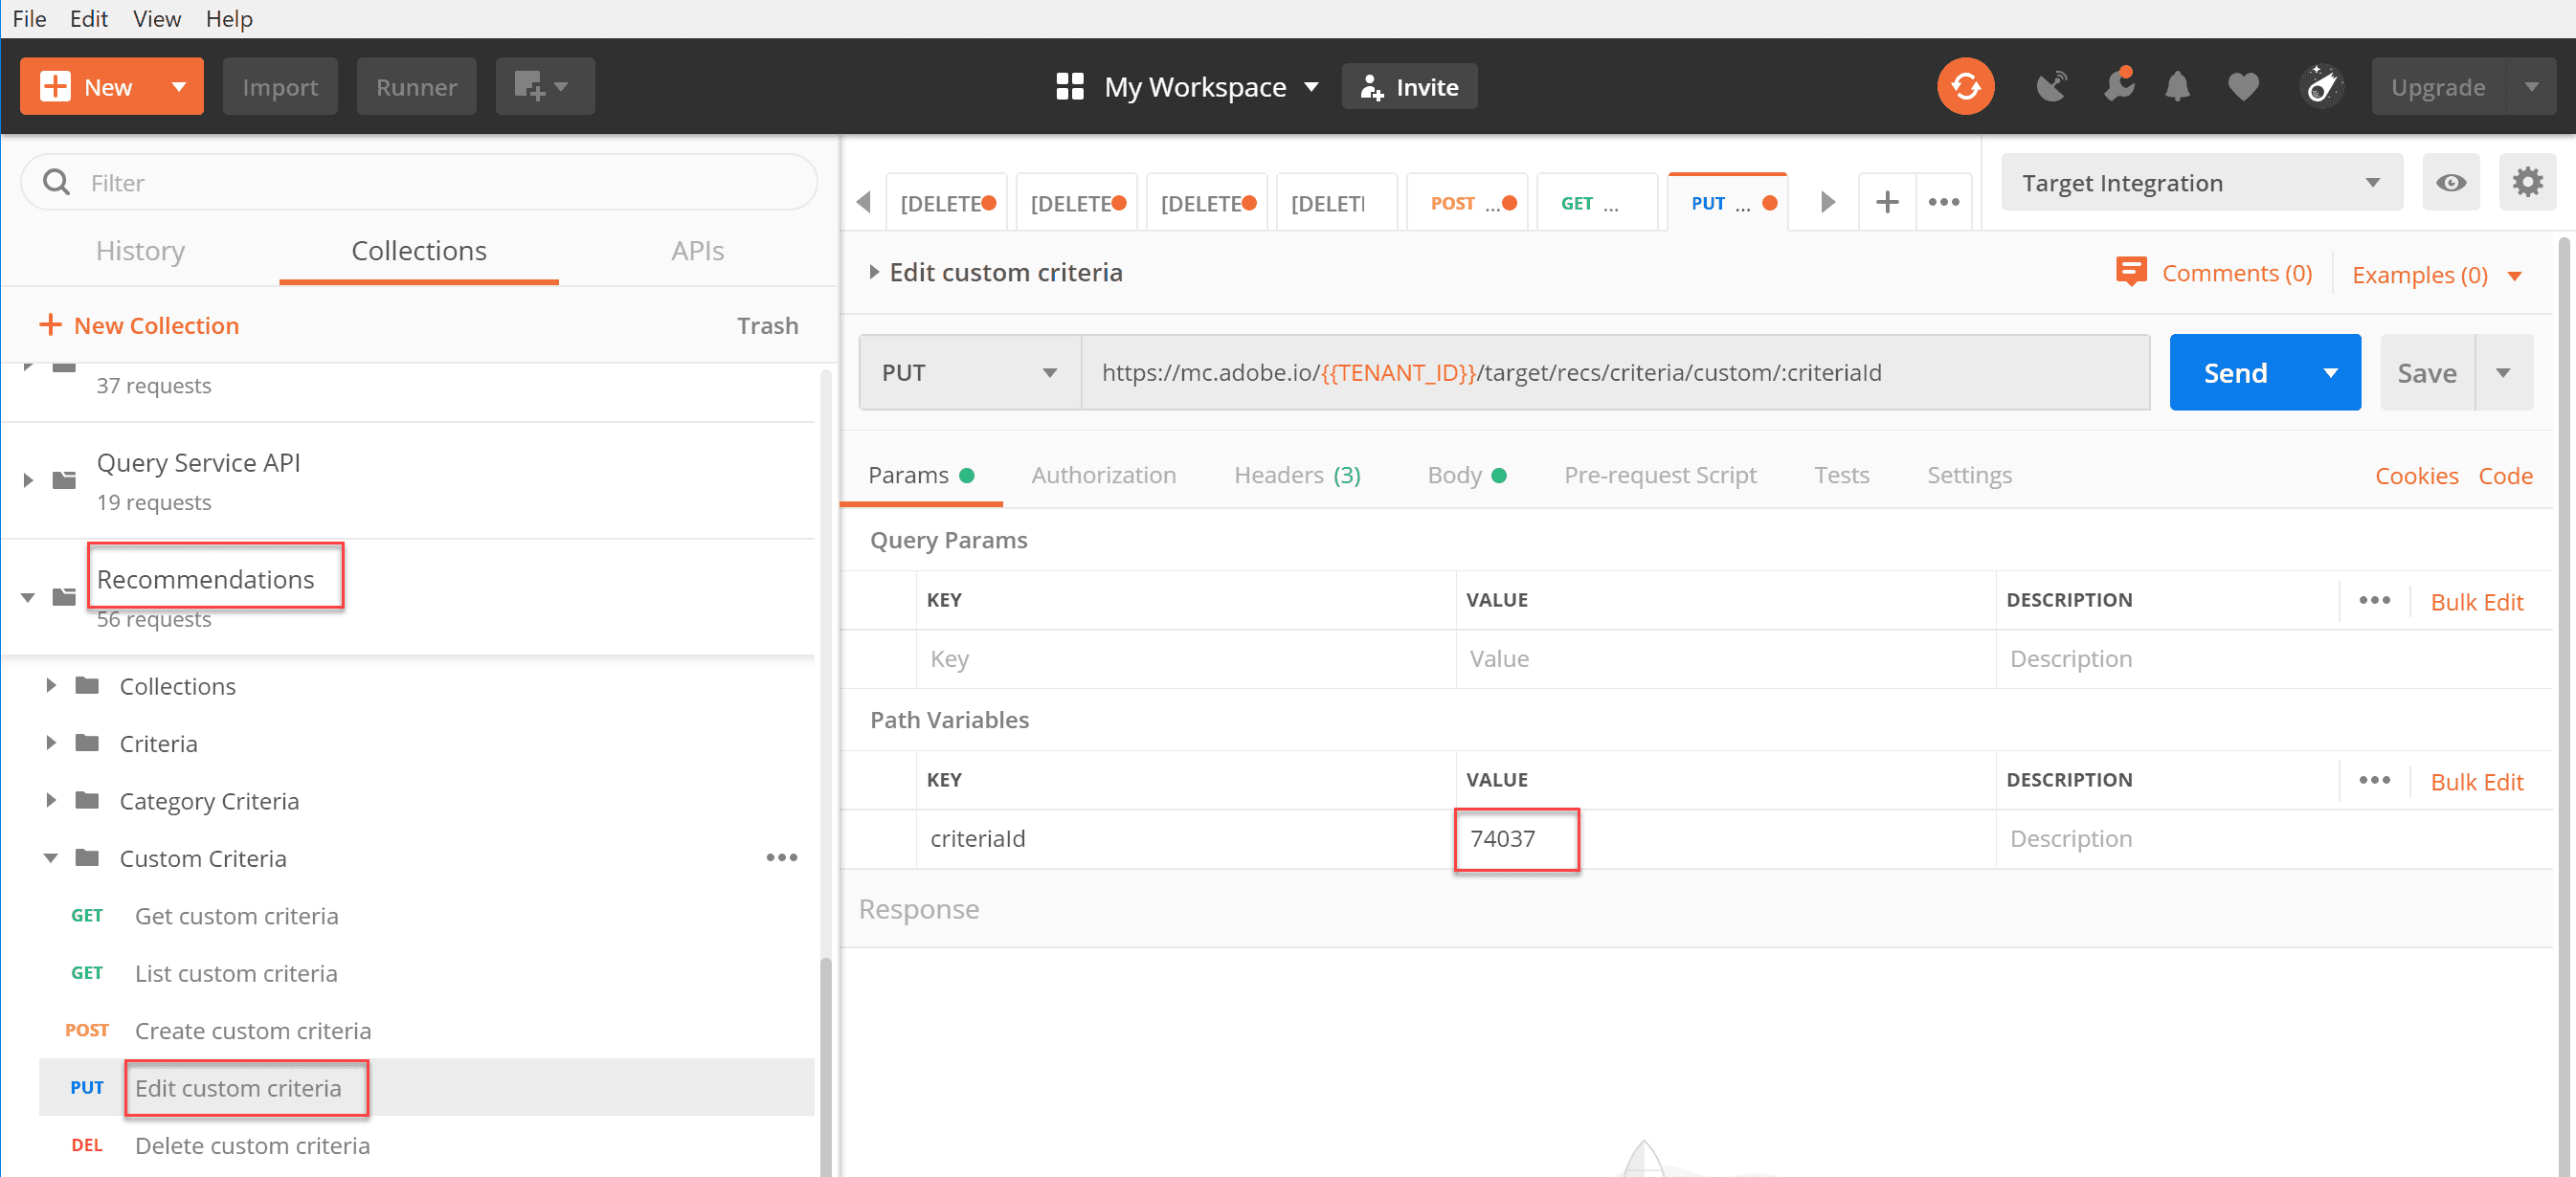 File Edit View Help
New Import Runner My Workspace Invite Upgrade
Filter
History Collections APIs
New Collection Trash
37 requests
Query Service API
19 requests
Recommendations
56 requests
Collections
Criteria
Category Criteria
Custom Criteria
GET Get custom criteria
GET List custom criteria
POST Create custom criteria
PUT Edit custom criteria
DEL Delete custom criteria
[DELETE [DELETE [DELETE [DELET POST ... GET ... PUT ... Target Integration
Edit custom criteria Comments (0) Examples (0)
PUT https://mc.adobe.io/{{TENANT_ID}}/target/recs/criteria/custom/:criteriaId Send Save
Params Authorization Headers (3) Body Pre-request Script Tests Settings Cookies Code
Query Params
KEY VALUE DESCRIPTION Bulk Edit
Key Value Description
Path Variables
KEY VALUE DESCRIPTION Bulk Edit
criteriaId 74037 Description
Response